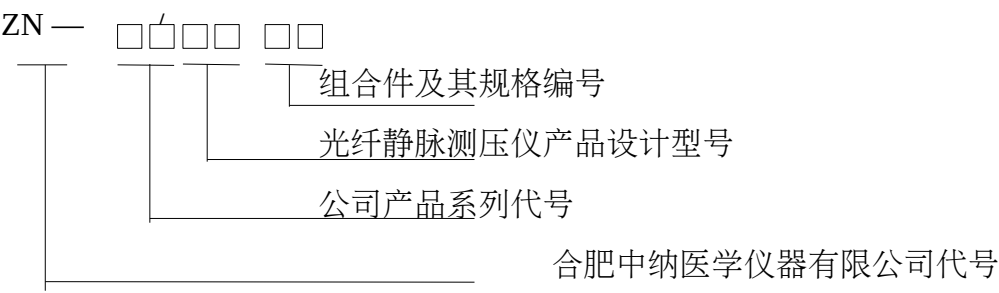 ZN — □□□□ □□
组合件及其规格编号
光纤静脉测压仪产品设计型号
公司产品系列代号
合肥中纳医学仪器有限公司代号